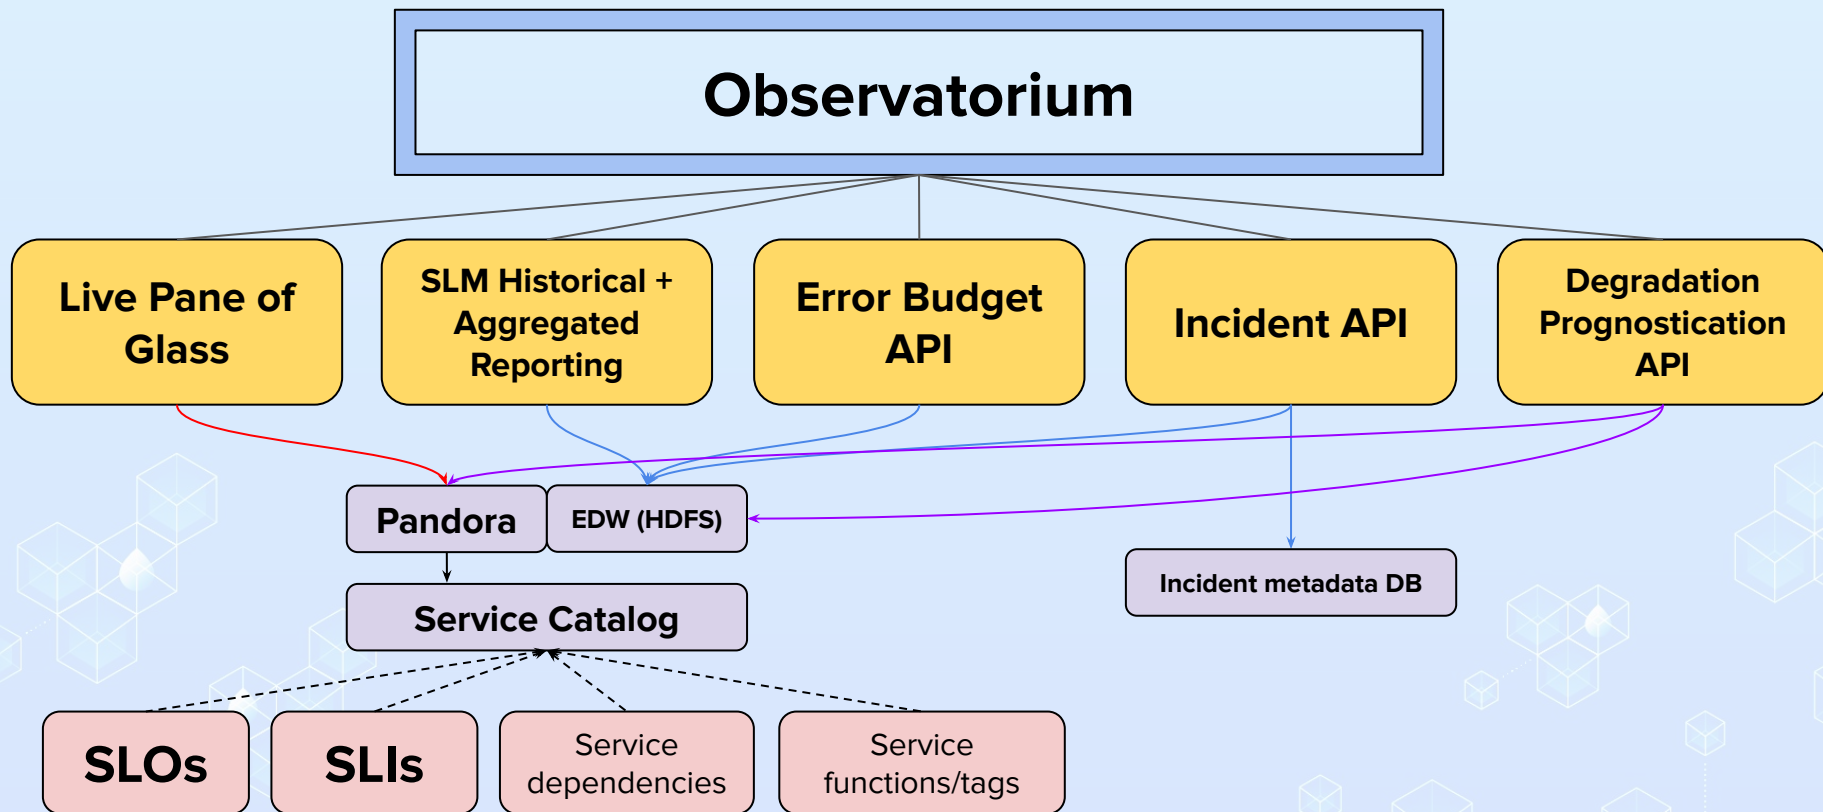 Observatorium
Live Pane of
Glass
SLM Historical +
Aggregated
Reporting
Error Budget
API
Incident API
Degradation
Prognostication
API
Pandora
EDW (HDFS)
Service Catalog
Incident metadata DB
SLOs
SLIs
Service
dependencies
Service
functions/tags